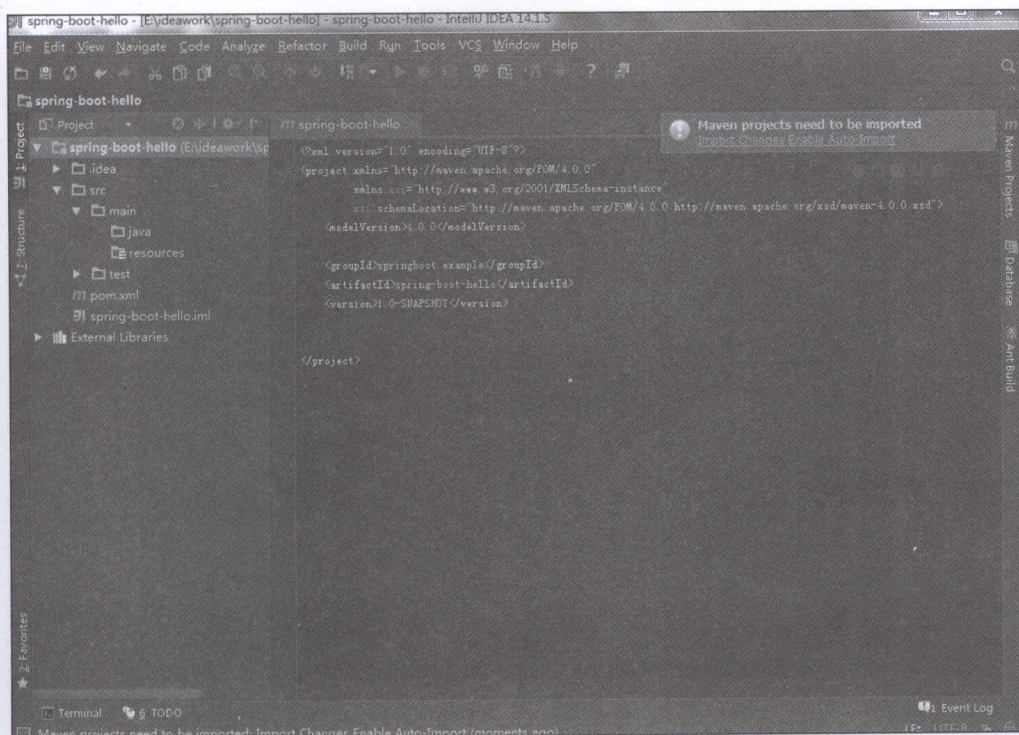 spring-boot-hello - [E:\ideawork\spring-boot-hello] - spring-boot-hello - IntelliJ IDEA 14.1.5
File Edit View Navigate Code Analyze Refactor Build Run Tools VCS Window Help
spring-boot-hello
1: Project
Z: Structure
2: Favorites
Project
spring-boot-hello (E:\ideawork\sp
.idea
src
main
java
resources
test
pom.xml
spring-boot-hello.iml
External Libraries
m spring-boot-hello
<?xml version="1.0" encoding="UTF-8"?>
<project xmlns="http://maven.apache.org/POM/4.0.0"
xmlns:xsi="http://www.w3.org/2001/XMLSchema-instance"
xsi:schemaLocation="http://maven.apache.org/POM/4.0.0 http://maven.apache.org/xsd/maven-4.0.0.xsd">
<modelVersion>4.0.0</modelVersion>
<groupId>springboot.example</groupId>
<artifactId>spring-boot-hello</artifactId>
<version>1.0-SNAPSHOT</version>
</project>
Maven projects need to be imported
Import Changes Enable Auto-Import
Maven Projects
Database
Ant Build
Terminal
6: TODO
1 Event Log
Maven projects need to be imported: Import Changes Enable Auto-Import (moments ago)
UTF-8